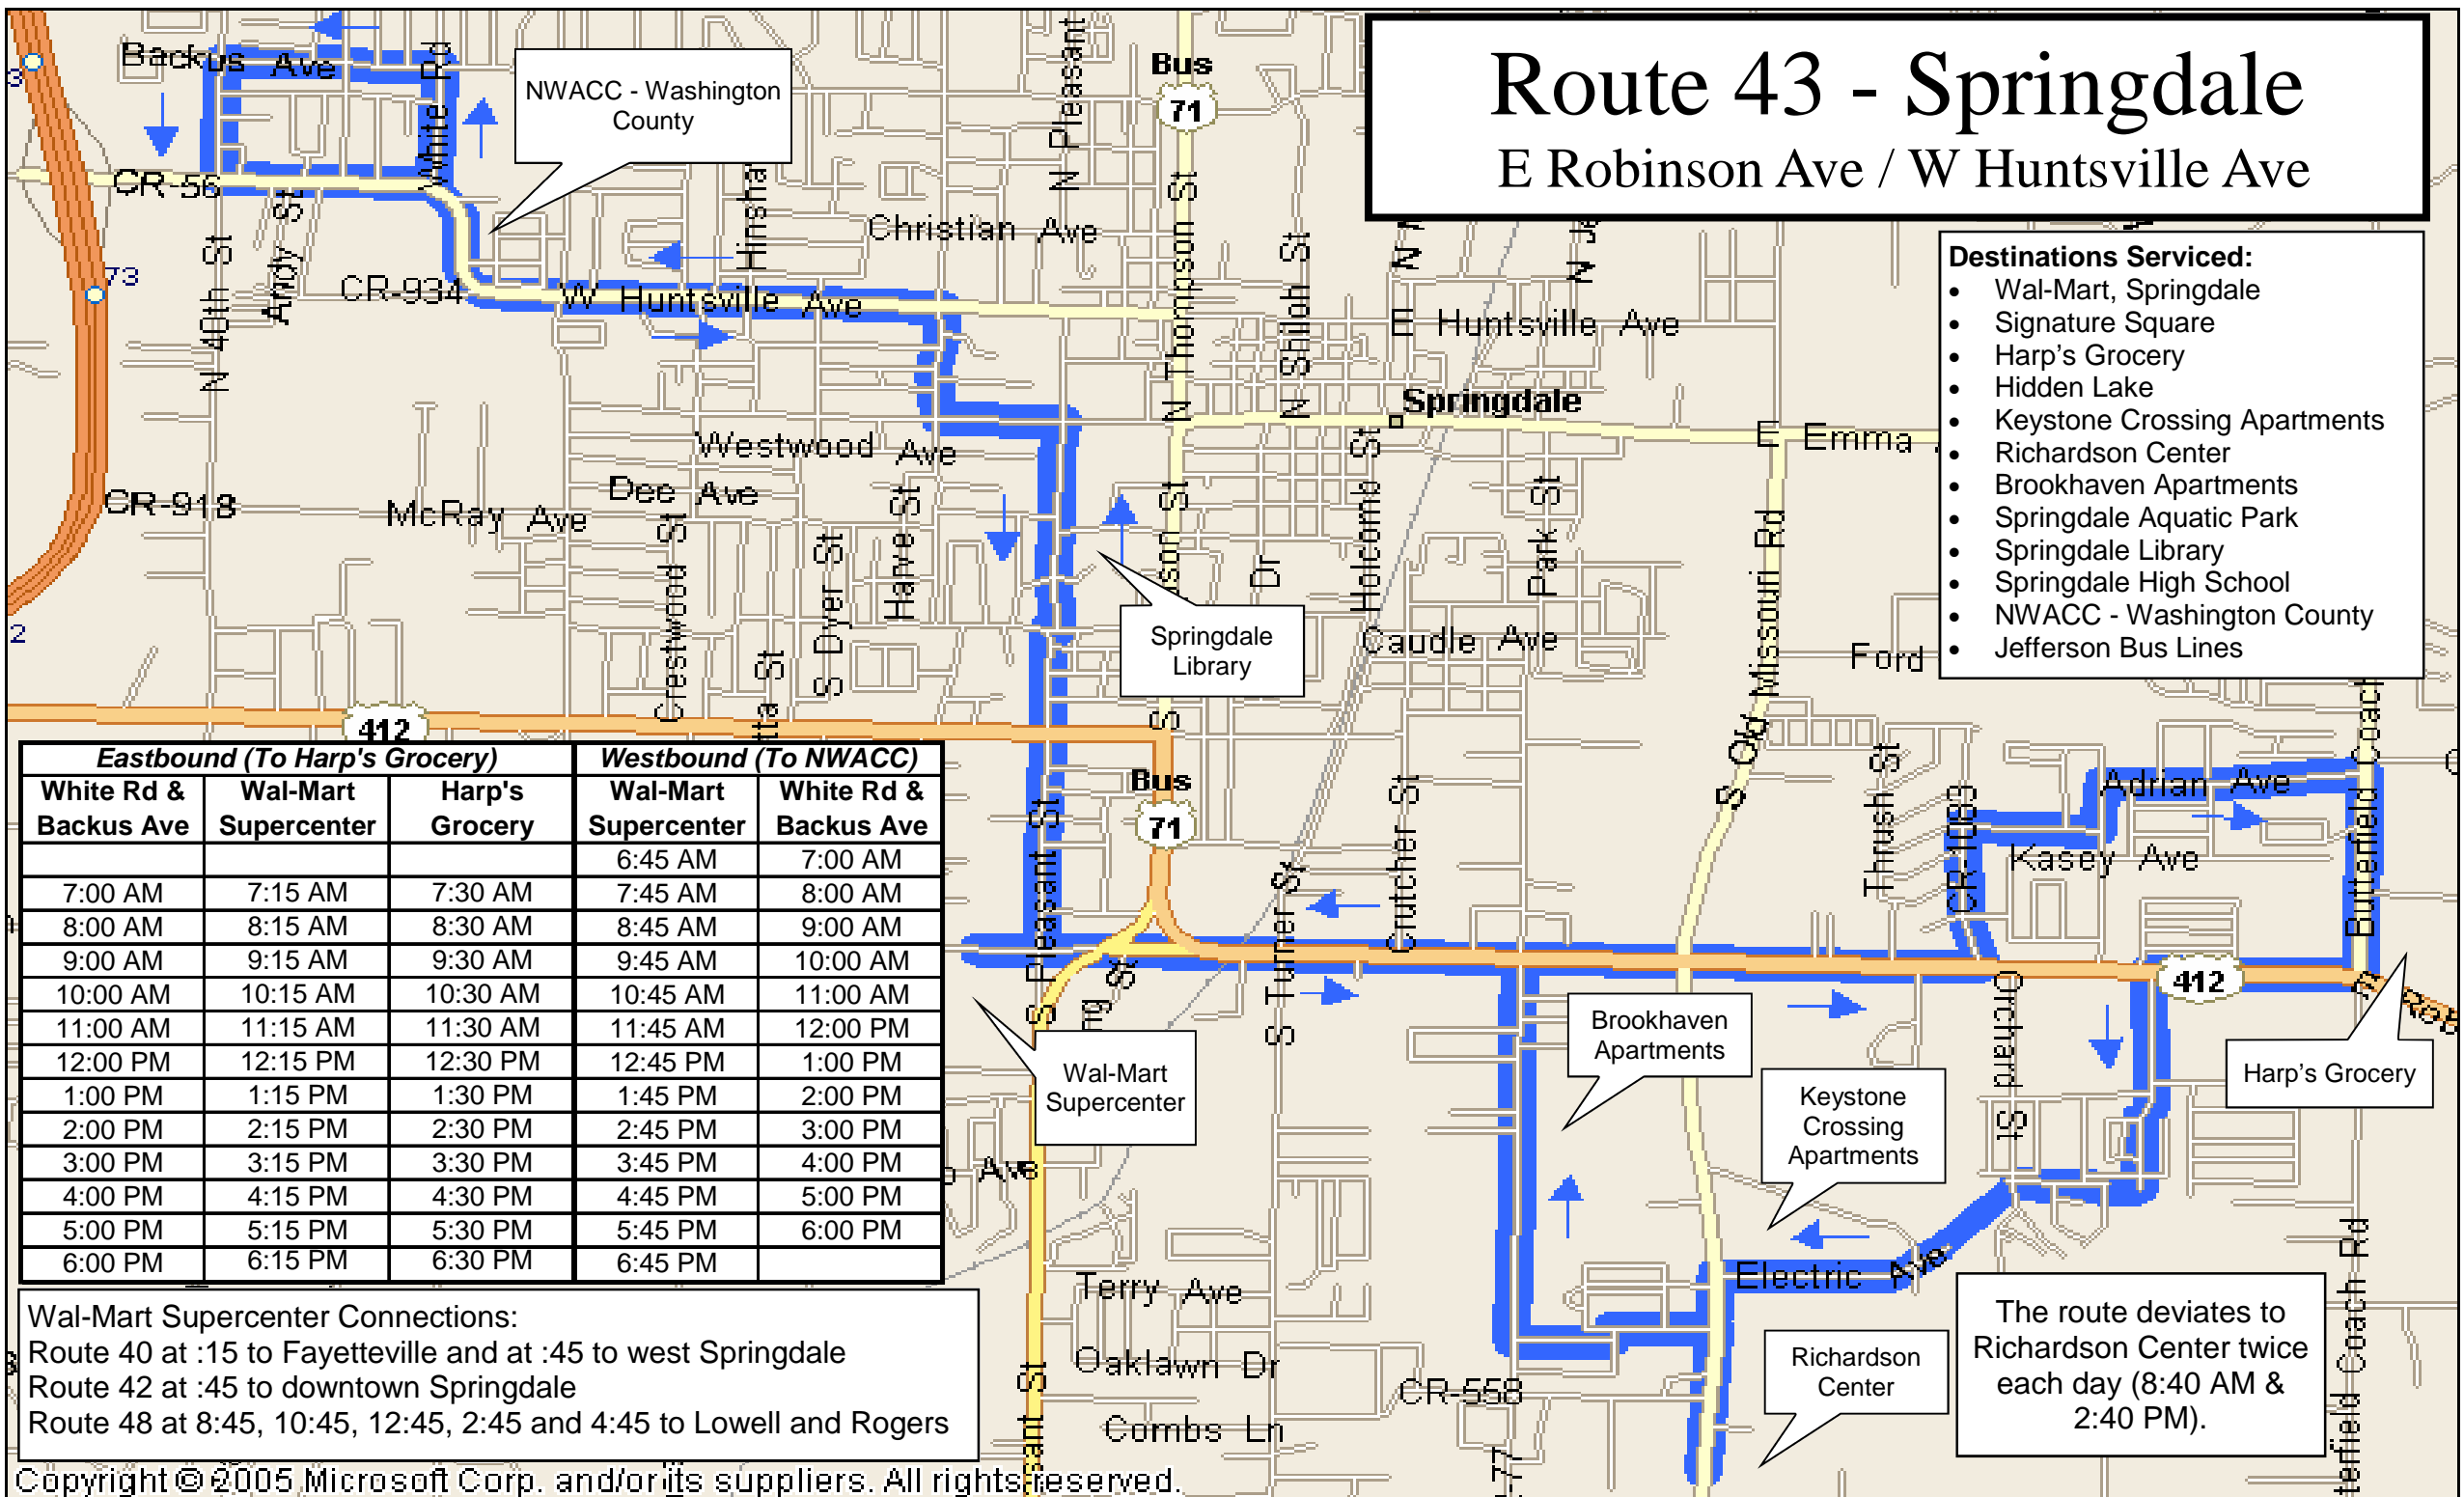 Route 43 - Springdale
E Robinson Ave / W Huntsville Ave
Destinations Serviced:
• Wal-Mart, Springdale
• Signature Square
• Harp's Grocery
• Hidden Lake
• Keystone Crossing Apartments
• Richardson Center
• Brookhaven Apartments
• Springdale Aquatic Park
• Springdale Library
• Springdale High School
• NWACC - Washington County
• Jefferson Bus Lines
NWACC - Washington
County
Backus Ave
White Rd
N Pleasant
Bus
71
CR-56
N 40th St
Andy St
CR-934
73
Hinsha
Christian Ave
W Huntsville Ave
N Thompson St
N Shiloh St
E Huntsville Ave
Springdale
E Emma
Westwood Ave
Dee Ave
McRay Ave
CR-918
2
Crestwood St
S Dyer St
Harve St
Holcomb St
Park St
Dr
S Old Missouri Rd
Caudle Ave
Ford
Springdale
Library
412
Bus
71
S Pleasant St
Crutcher St
S Turner St
Thrush St
CR-1083
Adrian Ave
Kasey Ave
Butterfield Coach
412
Orchard St
Wal-Mart
Supercenter
Brookhaven
Apartments
Keystone
Crossing
Apartments
Harp's Grocery
Electric Ave
Terry Ave
Oaklawn Dr
Combs Ln
CR-558
Richardson
Center
The route deviates to
Richardson Center twice
each day (8:40 AM &
2:40 PM).
Eastbound (To Harp's Grocery) Westbound (To NWACC)
White Rd & Backus Ave Wal-Mart Supercenter Harp's Grocery Wal-Mart Supercenter White Rd & Backus Ave
6:45 AM 7:00 AM
7:00 AM 7:15 AM 7:30 AM 7:45 AM 8:00 AM
8:00 AM 8:15 AM 8:30 AM 8:45 AM 9:00 AM
9:00 AM 9:15 AM 9:30 AM 9:45 AM 10:00 AM
10:00 AM 10:15 AM 10:30 AM 10:45 AM 11:00 AM
11:00 AM 11:15 AM 11:30 AM 11:45 AM 12:00 PM
12:00 PM 12:15 PM 12:30 PM 12:45 PM 1:00 PM
1:00 PM 1:15 PM 1:30 PM 1:45 PM 2:00 PM
2:00 PM 2:15 PM 2:30 PM 2:45 PM 3:00 PM
3:00 PM 3:15 PM 3:30 PM 3:45 PM 4:00 PM
4:00 PM 4:15 PM 4:30 PM 4:45 PM 5:00 PM
5:00 PM 5:15 PM 5:30 PM 5:45 PM 6:00 PM
6:00 PM 6:15 PM 6:30 PM 6:45 PM
Wal-Mart Supercenter Connections:
Route 40 at :15 to Fayetteville and at :45 to west Springdale
Route 42 at :45 to downtown Springdale
Route 48 at 8:45, 10:45, 12:45, 2:45 and 4:45 to Lowell and Rogers
Copyright © 2005 Microsoft Corp. and/or its suppliers. All rights reserved.